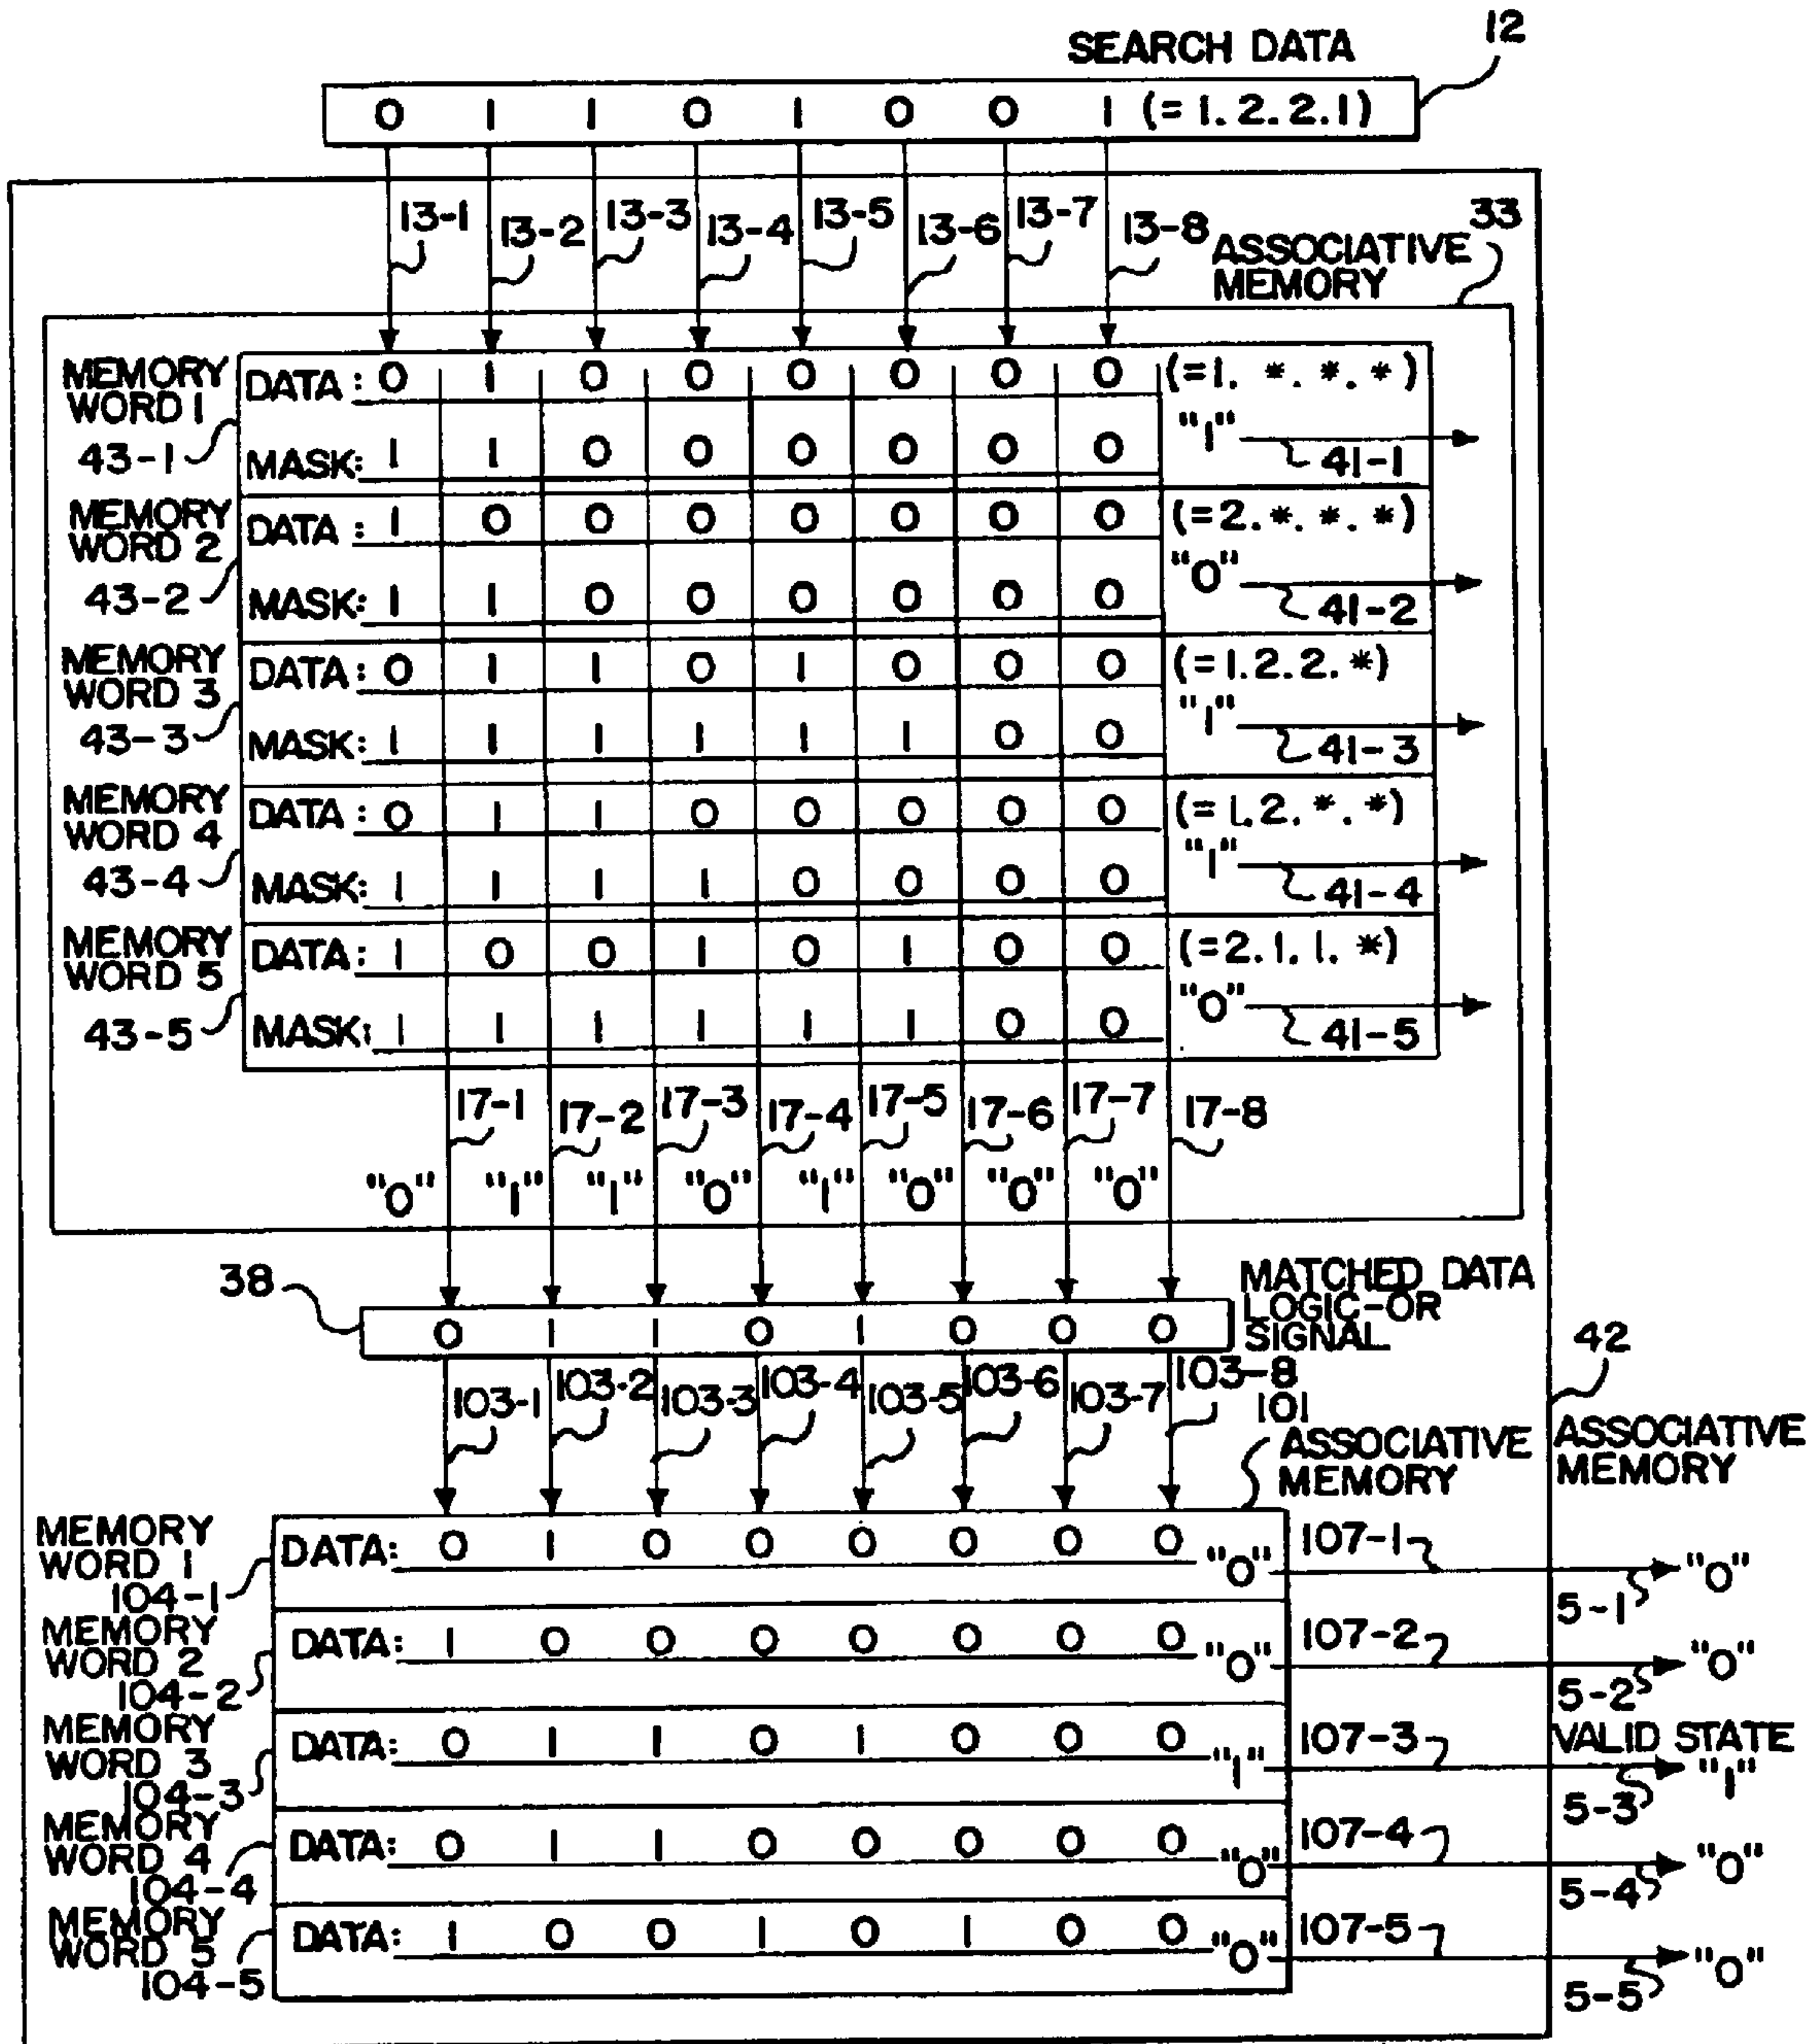 SEARCH DATA 12
0 1 1 0 1 0 0 1 (= 1. 2. 2. 1)
13-1 13-2 13-3 13-4 13-5 13-6 13-7 13-8
ASSOCIATIVE MEMORY 33
MEMORY WORD 1 43-1
DATA: 0 1 0 0 0 0 0 0 (=1. *. *. *)
MASK: 1 1 0 0 0 0 0 0 "1" 41-1
MEMORY WORD 2 43-2
DATA: 1 0 0 0 0 0 0 0 (=2. *. *. *)
MASK: 1 1 0 0 0 0 0 0 "0" 41-2
MEMORY WORD 3 43-3
DATA: 0 1 1 0 1 0 0 0 (=1.2.2. *)
MASK: 1 1 1 1 1 1 0 0 "1" 41-3
MEMORY WORD 4 43-4
DATA: 0 1 1 0 0 0 0 0 (=1.2. *. *)
MASK: 1 1 1 1 0 0 0 0 "1" 41-4
MEMORY WORD 5 43-5
DATA: 1 0 0 1 0 1 0 0 (=2.1.1. *)
MASK: 1 1 1 1 1 1 0 0 "0" 41-5
17-1 17-2 17-3 17-4 17-5 17-6 17-7 17-8
"0" "1" "1" "0" "1" "0" "0" "0"
38
MATCHED DATA
LOGIC-OR
SIGNAL
0 1 1 0 1 0 0 0
42
103-1 103-2 103-3 103-4 103-5 103-6 103-7 103-8
101
ASSOCIATIVE MEMORY
ASSOCIATIVE MEMORY
MEMORY WORD 1 104-1
DATA: 0 1 0 0 0 0 0 0 "0" 107-1 5-1 "0"
MEMORY WORD 2 104-2
DATA: 1 0 0 0 0 0 0 0 "0" 107-2 5-2 "0"
MEMORY WORD 3 104-3
DATA: 0 1 1 0 1 0 0 0 "1" 107-3 VALID STATE 5-3 "1"
MEMORY WORD 4 104-4
DATA: 0 1 1 0 0 0 0 0 "0" 107-4 5-4 "0"
MEMORY WORD 5 104-5
DATA: 1 0 0 1 0 1 0 0 "0" 107-5 5-5 "0"